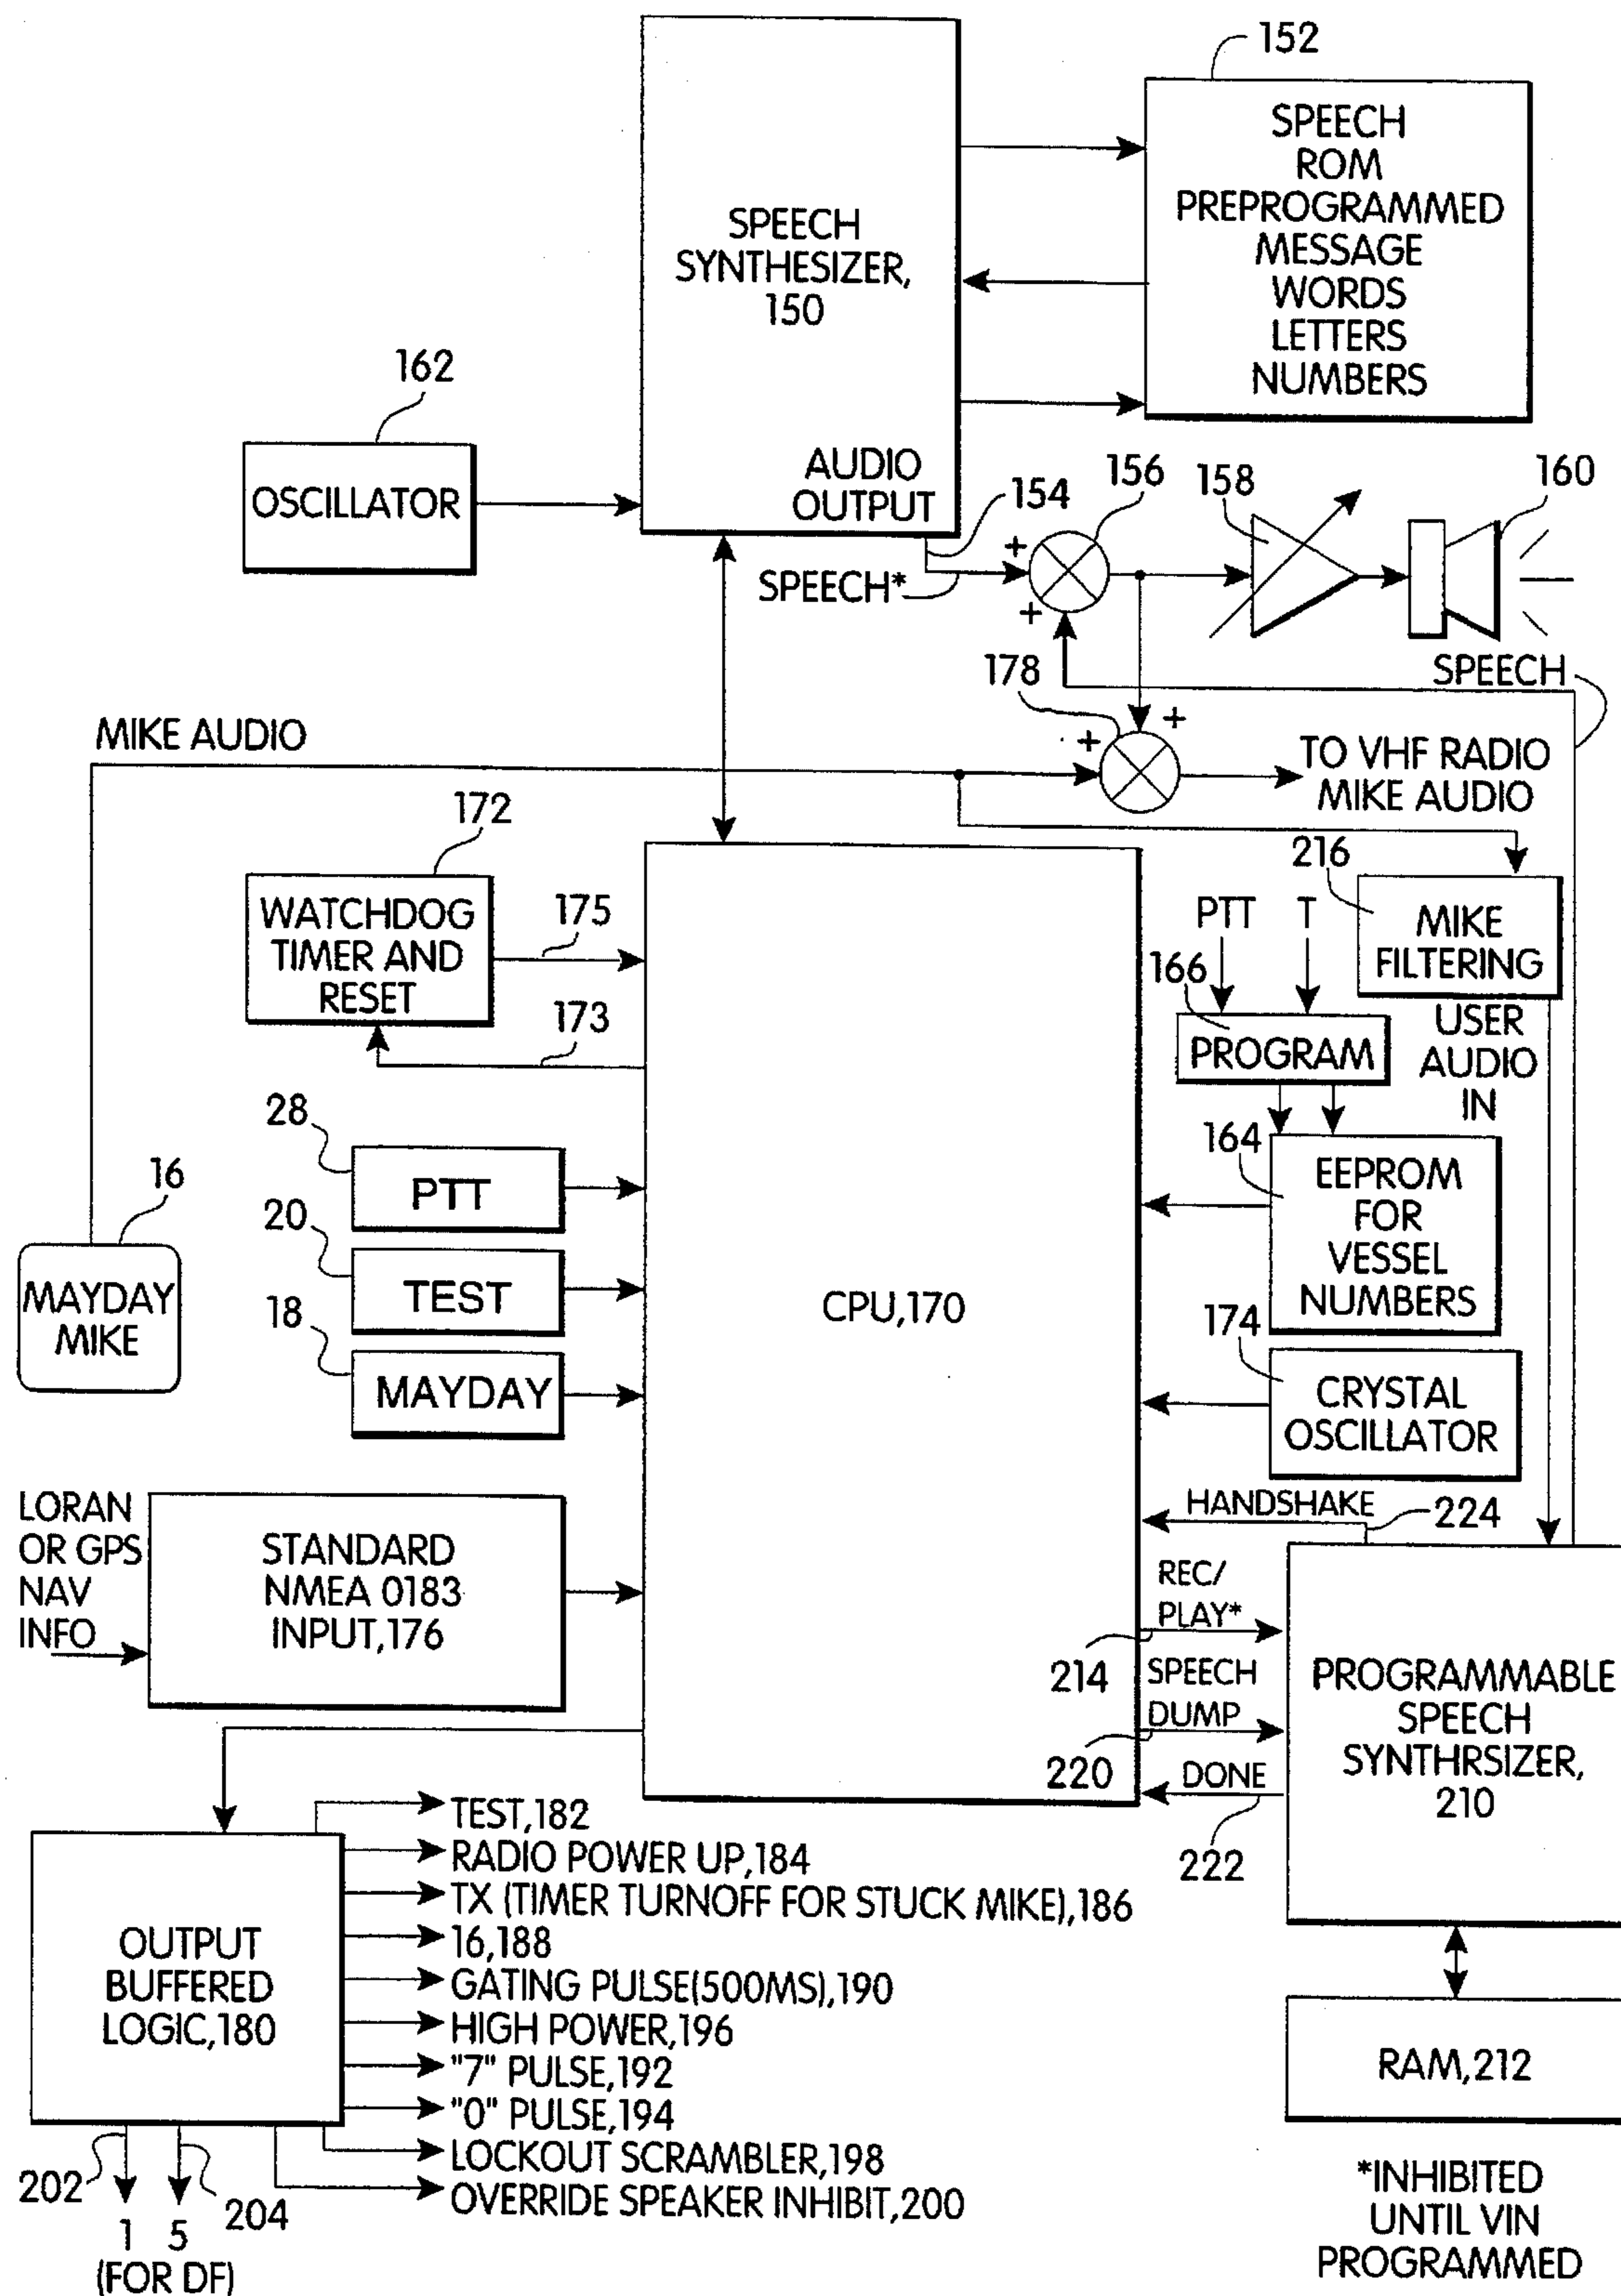 152
SPEECH
ROM
PREPROGRAMMED
MESSAGE
WORDS
LETTERS
NUMBERS
SPEECH
SYNTHESIZER,
150
162
OSCILLATOR
AUDIO
OUTPUT
154
156
158
160
+
SPEECH*
+
178
SPEECH
MIKE AUDIO
+
+
TO VHF RADIO
MIKE AUDIO
172
WATCHDOG
TIMER AND
RESET
175
173
216
MIKE
FILTERING
PTT
T
166
PROGRAM
USER
AUDIO
IN
28
PTT
20
TEST
18
MAYDAY
16
MAYDAY
MIKE
CPU,170
164
EEPROM
FOR
VESSEL
NUMBERS
174
CRYSTAL
OSCILLATOR
LORAN
OR GPS
NAV
INFO
STANDARD
NMEA 0183
INPUT,176
HANDSHAKE
224
REC/
PLAY*
214
SPEECH
DUMP
220
DONE
222
PROGRAMMABLE
SPEECH
SYNTHRSIZER,
210
OUTPUT
BUFFERED
LOGIC,180
TEST,182
RADIO POWER UP,184
TX (TIMER TURNOFF FOR STUCK MIKE),186
16,188
GATING PULSE(500MS),190
HIGH POWER,196
"7" PULSE,192
"0" PULSE,194
LOCKOUT SCRAMBLER,198
OVERRIDE SPEAKER INHIBIT,200
202
204
1 5
(FOR DF)
RAM,212
*INHIBITED
UNTIL VIN
PROGRAMMED